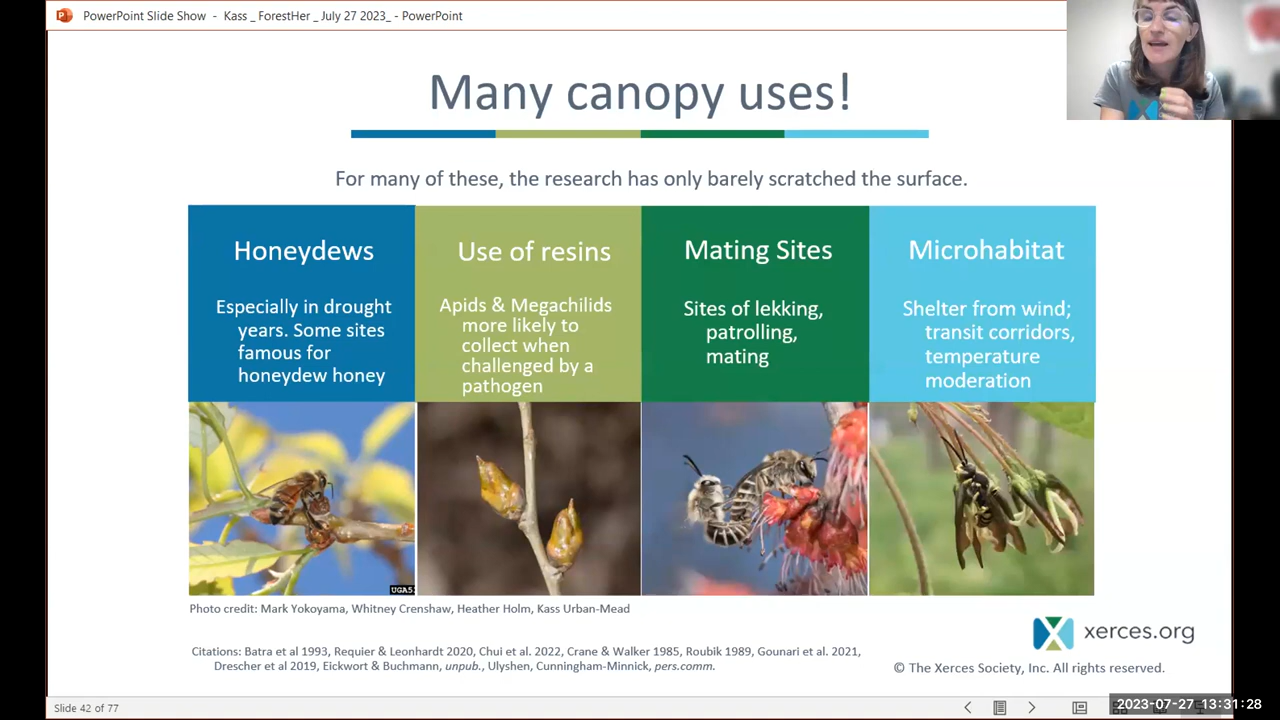 PowerPoint Slide Show - Kass _ ForestHer _ July 27 2023_ - PowerPoint
Many canopy uses!
For many of these, the research has only barely scratched the surface.
Honeydews
Especially in drought
years. Some sites
famous for
honeydew honey
Use of resins
Apids & Megachilids
more likely to
collect when
challenged by a
pathogen
Mating Sites
Sites of lekking,
patrolling,
mating
Microhabitat
Shelter from wind;
transit corridors,
temperature
moderation
UGA5
Photo credit: Mark Yokoyama, Whitney Crenshaw, Heather Holm, Kass Urban-Mead
xerces.org
Citations: Batra et al 1993, Requier & Leonhardt 2020, Chui et al. 2022, Crane & Walker 1985, Roubik 1989, Gounari et al. 2021,
Drescher et al 2019, Eickwort & Buchmann, unpub., Ulyshen, Cunningham-Minnick, pers.comm.
© The Xerces Society, Inc. All rights reserved.
Slide 42 of 77
2023-07-27 13:31:28